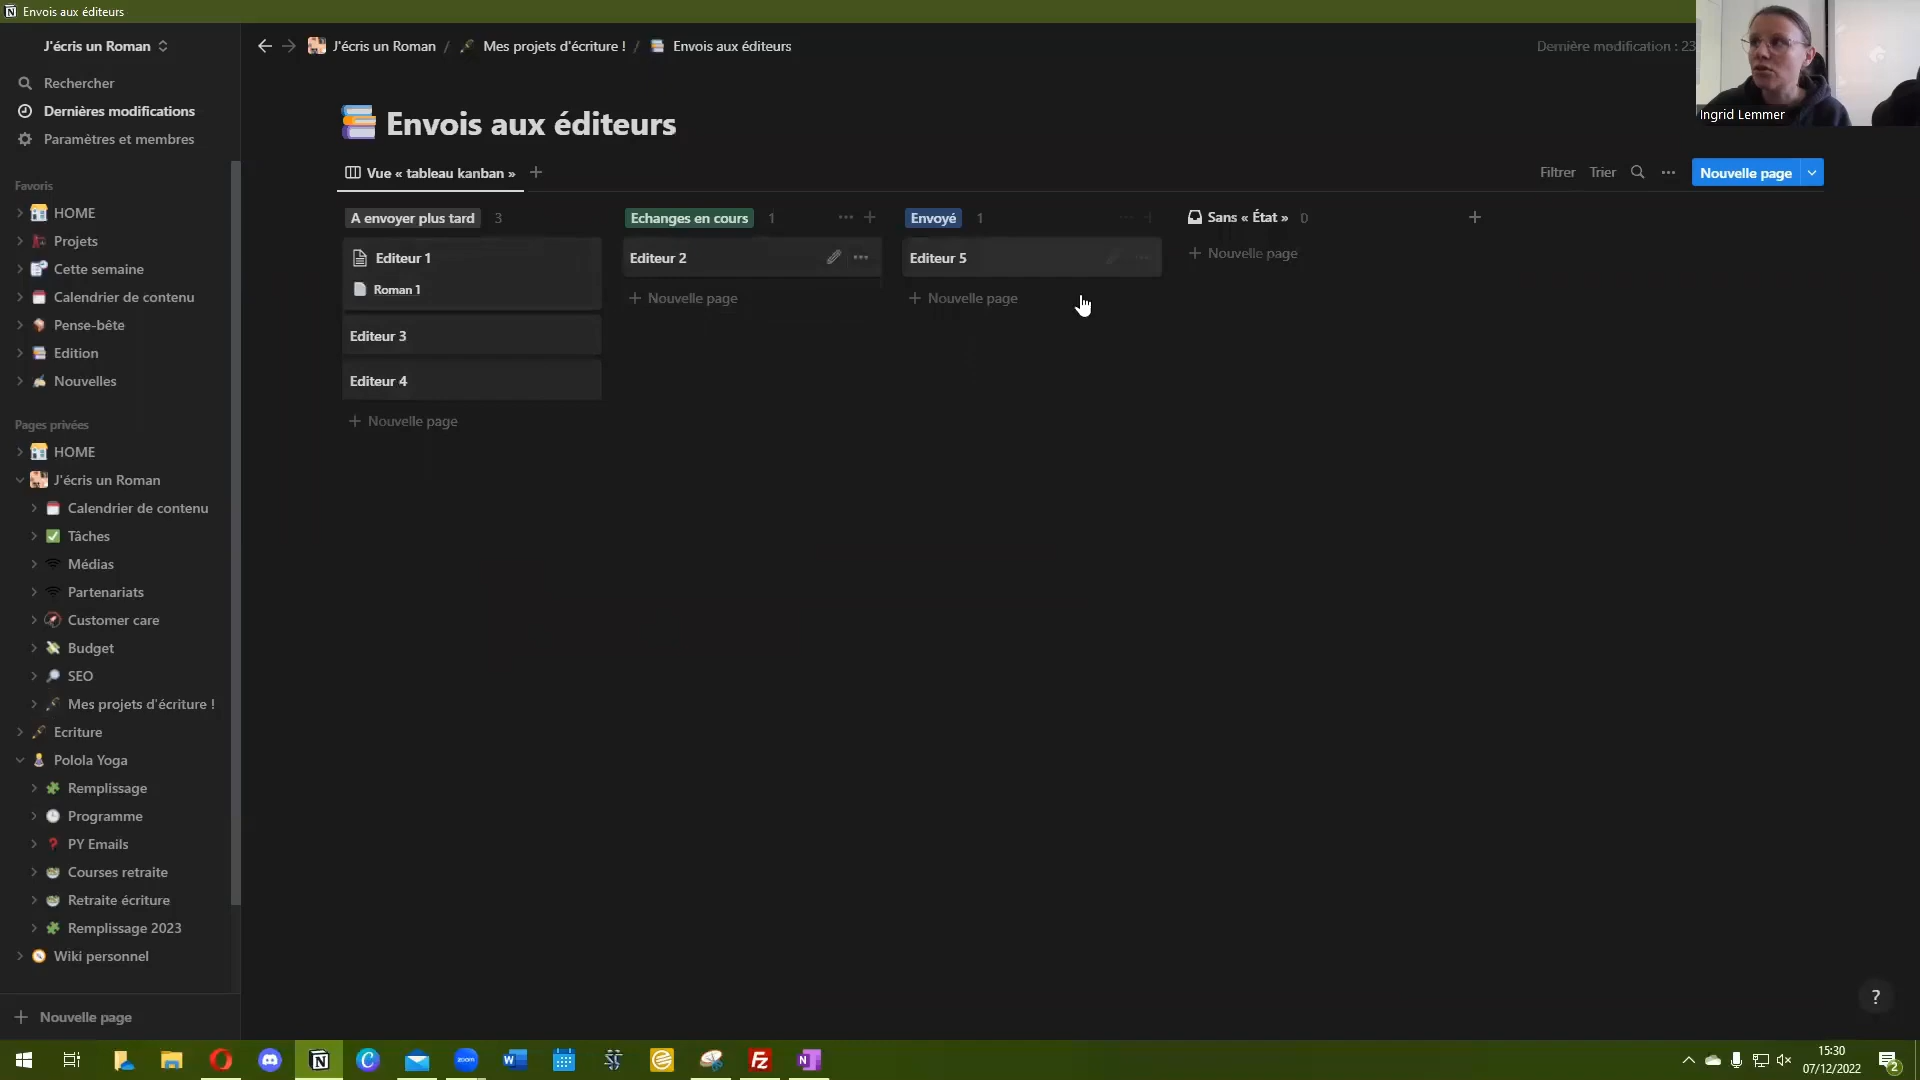 Envois aux éditeurs
J'écris un Roman
Rechercher
Dernières modifications
Paramètres et membres
Favoris
HOME
Projets
Cette semaine
Calendrier de contenu
Pense-bête
Edition
Nouvelles
Pages privées
HOME
J'écris un Roman
Calendrier de contenu
Tâches
Médias
Partenariats
Customer care
Budget
SEO
Mes projets d'écriture !
Ecriture
Polola Yoga
Remplissage
Programme
PY Emails
Courses retraite
Retraite écriture
Remplissage 2023
Wiki personnel
Nouvelle page
J'écris un Roman / Mes projets d'écriture ! / Envois aux éditeurs
Dernière modification : 23
Ingrid Lemmer
Envois aux éditeurs
Vue « tableau kanban »
Filtrer Trier Nouvelle page
A envoyer plus tard 3
Editeur 1
Roman 1
Editeur 3
Editeur 4
Nouvelle page
Echanges en cours 1
Editeur 2
Nouvelle page
Envoyé 1
Editeur 5
Nouvelle page
Sans « État » 0
Nouvelle page
?
zoom
15:30
07/12/2022
2